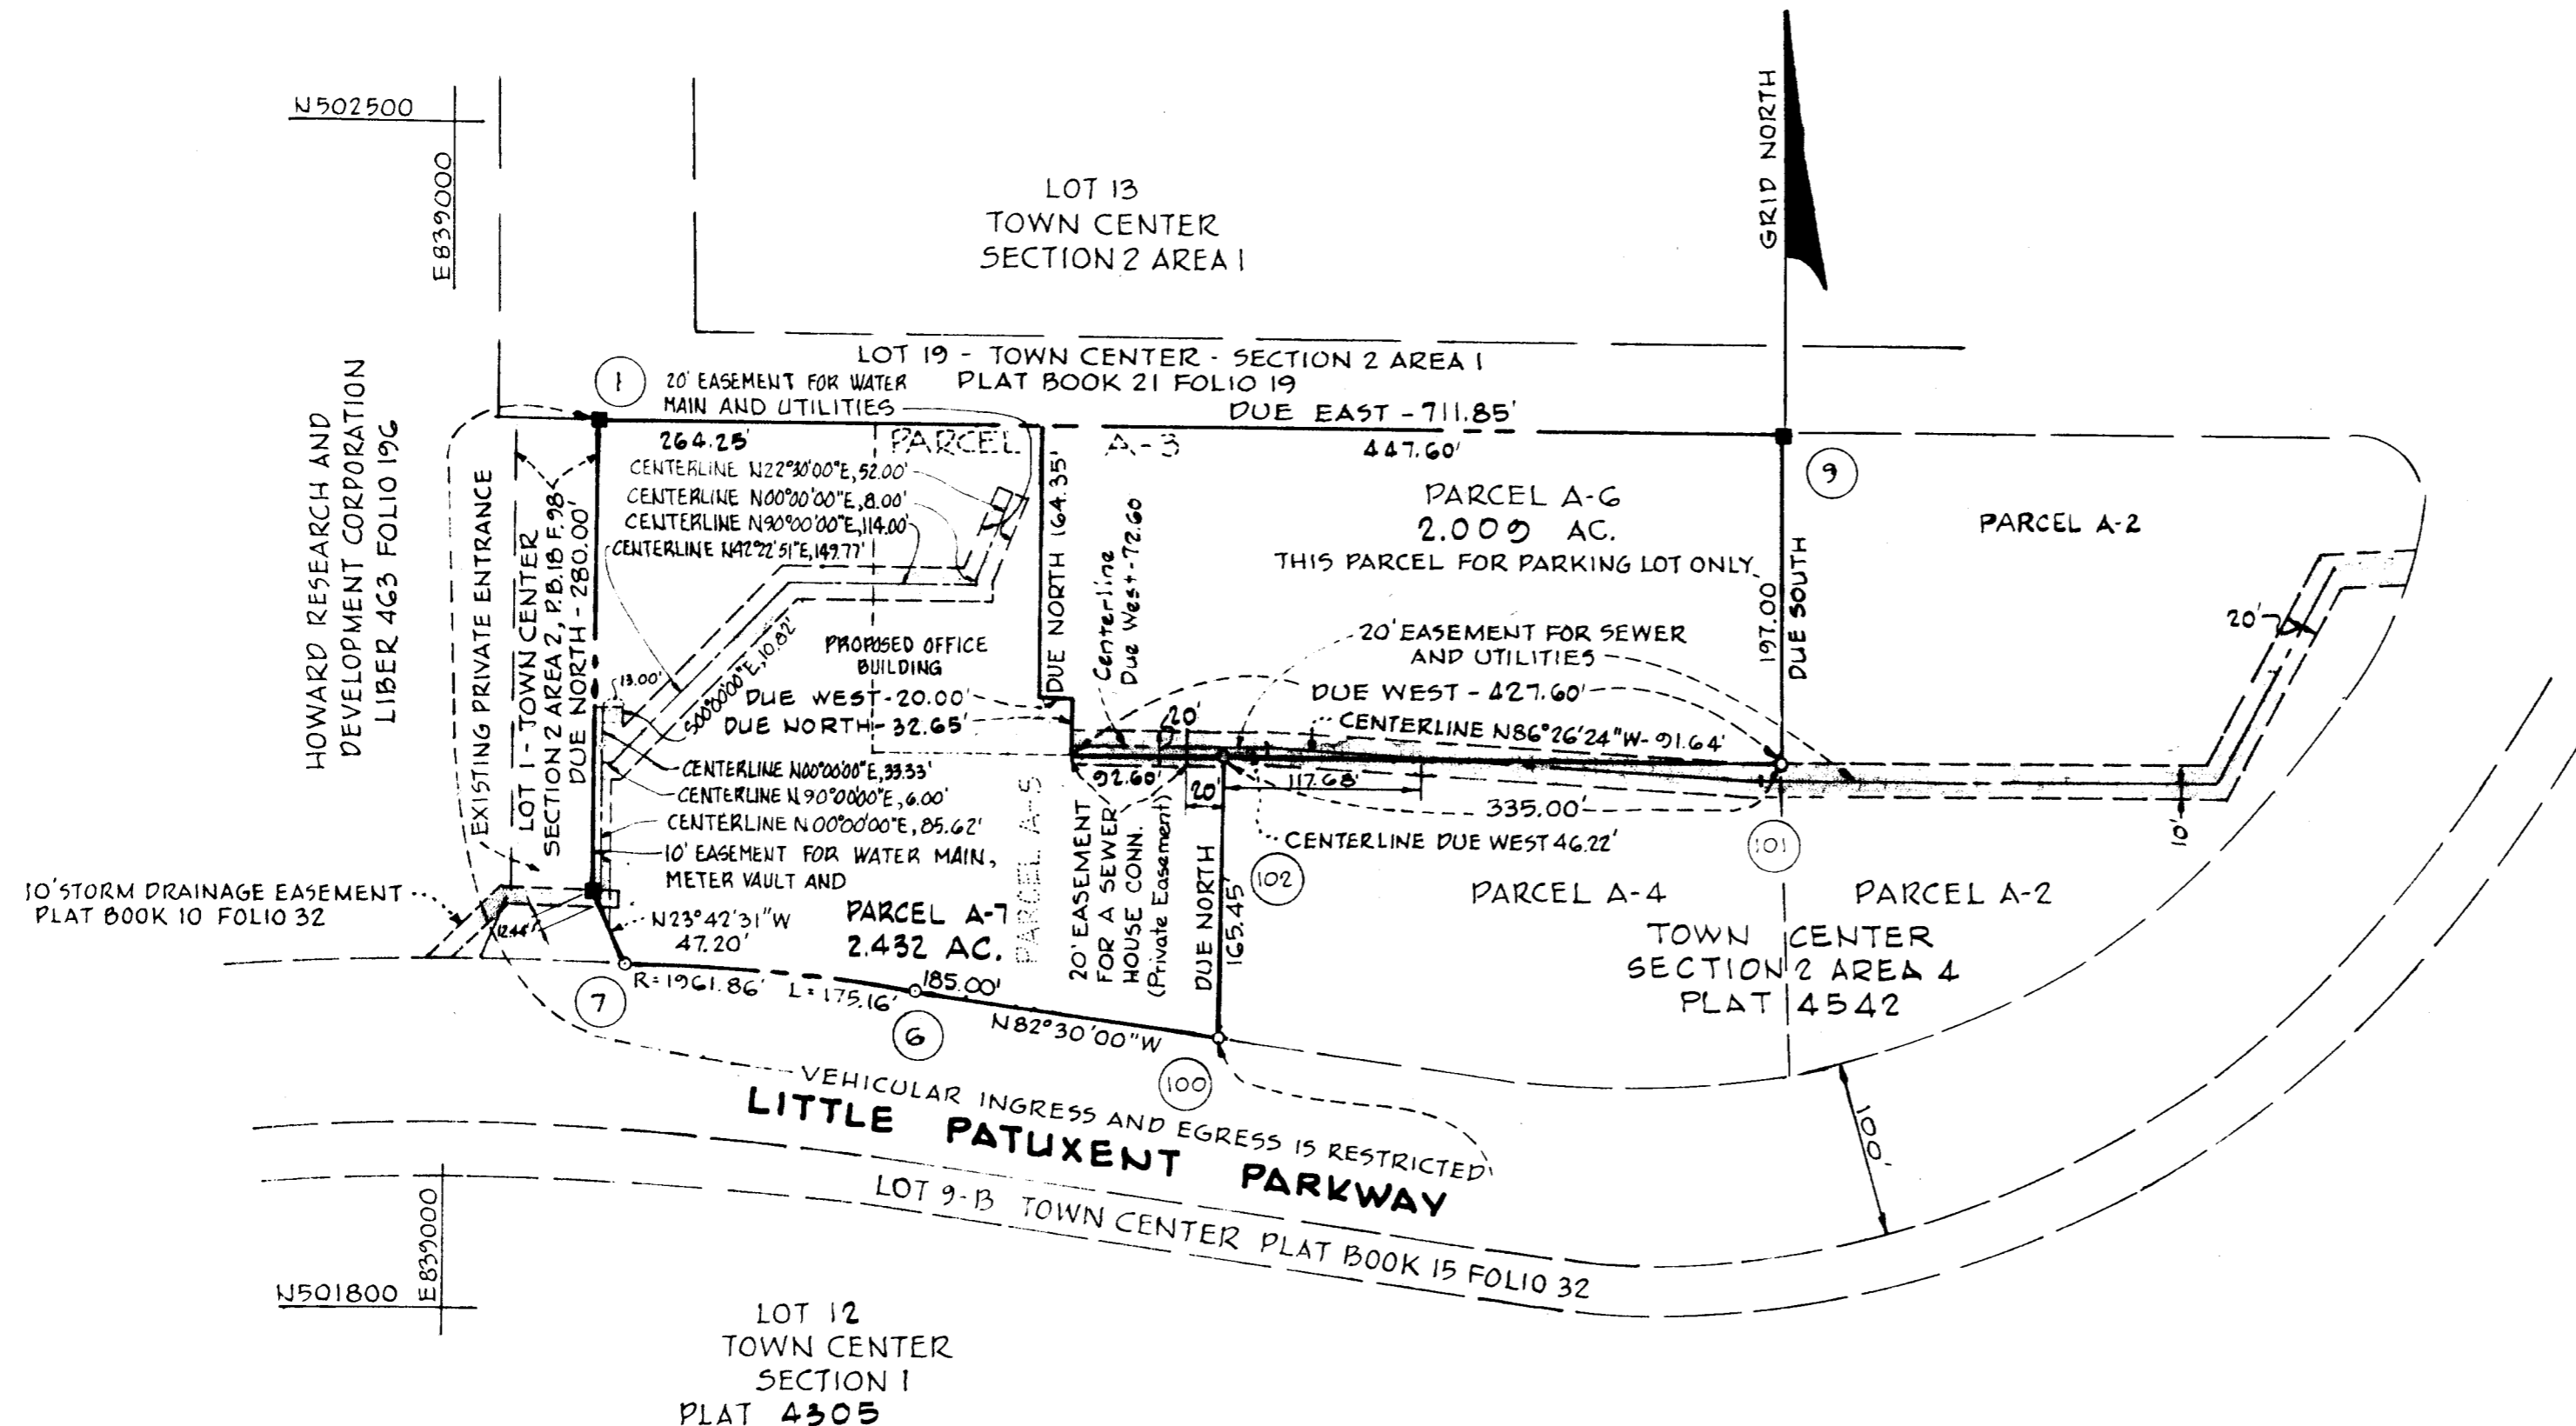 N502500
E839000
GRID NORTH
LOT 13
TOWN CENTER
SECTION 2 AREA 1
LOT 19 - TOWN CENTER - SECTION 2 AREA 1
PLAT BOOK 21 FOLIO 19
1
20' EASEMENT FOR WATER
MAIN AND UTILITIES
DUE EAST - 711.85'
264.25'
PARCEL A-3
447.60'
9
HOWARD RESEARCH AND
DEVELOPMENT CORPORATION
LIBER 463 FOLIO 196
EXISTING PRIVATE ENTRANCE
LOT 1 - TOWN CENTER
SECTION 2 AREA 2, P.B.18 F.98
DUE NORTH - 280.00'
CENTERLINE N22°30'00"E, 52.00'
CENTERLINE N00°00'00"E, 8.00'
CENTERLINE N90°00'00"E, 114.00'
CENTERLINE N42°22'51"E, 149.77'
DUE NORTH 164.35'
Centerline
Due West-72.60
PARCEL A-6
2.009 AC.
THIS PARCEL FOR PARKING LOT ONLY
197.00
DUE SOUTH
PARCEL A-2
20'
S00°00'00"E, 10.82'
13.00'
PROPOSED OFFICE
BUILDING
DUE WEST-20.00'
DUE NORTH-32.65'
20' EASEMENT FOR SEWER
AND UTILITIES
DUE WEST - 427.60'
CENTERLINE N86°26'24"W-91.64'
20'
92.60'
20'
117.68'
335.00'
CENTERLINE DUE WEST 46.22'
101
102
10'
CENTERLINE N00°00'00"E, 33.33'
CENTERLINE N90°00'00"E, 6.00'
CENTERLINE N00°00'00"E, 85.62'
10' EASEMENT FOR WATER MAIN,
METER VAULT AND
PARCEL A-5
20' EASEMENT
FOR A SEWER
HOUSE CONN.
(Private Easement)
DUE NORTH
165.45'
10' STORM DRAINAGE EASEMENT
PLAT BOOK 10 FOLIO 32
N23°42'31"W
47.20'
PARCEL A-7
2.432 AC.
PARCEL A-4
PARCEL A-2
TOWN CENTER
SECTION 2 AREA 4
PLAT 4542
7
R=1961.86'
L=175.16'
185.00'
6
N82°30'00"W
100
VEHICULAR INGRESS AND EGRESS IS RESTRICTED
LITTLE PATUXENT PARKWAY
100'
LOT 9-B TOWN CENTER PLAT BOOK 15 FOLIO 32
E839000
N501800
LOT 12
TOWN CENTER
SECTION 1
PLAT 4305